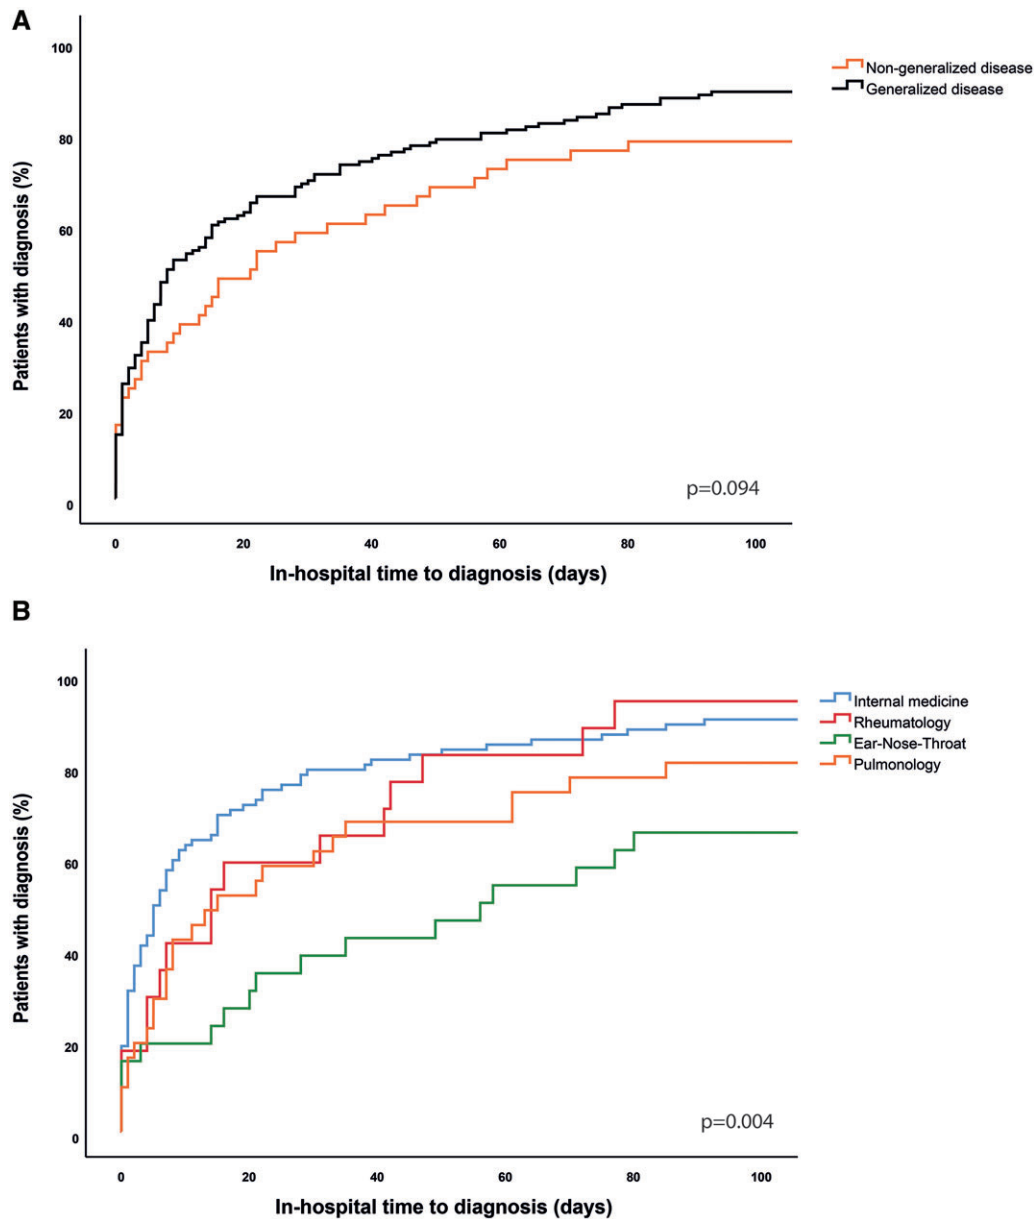 A
100
80
60
40
20
0
Patients with diagnosis (%)
Non-generalized disease
Generalized disease
p=0.094
0 20 40 60 80 100
In-hospital time to diagnosis (days)
B
100
80
60
40
20
0
Patients with diagnosis (%)
Internal medicine
Rheumatology
Ear-Nose-Throat
Pulmonology
p=0.004
0 20 40 60 80 100
In-hospital time to diagnosis (days)